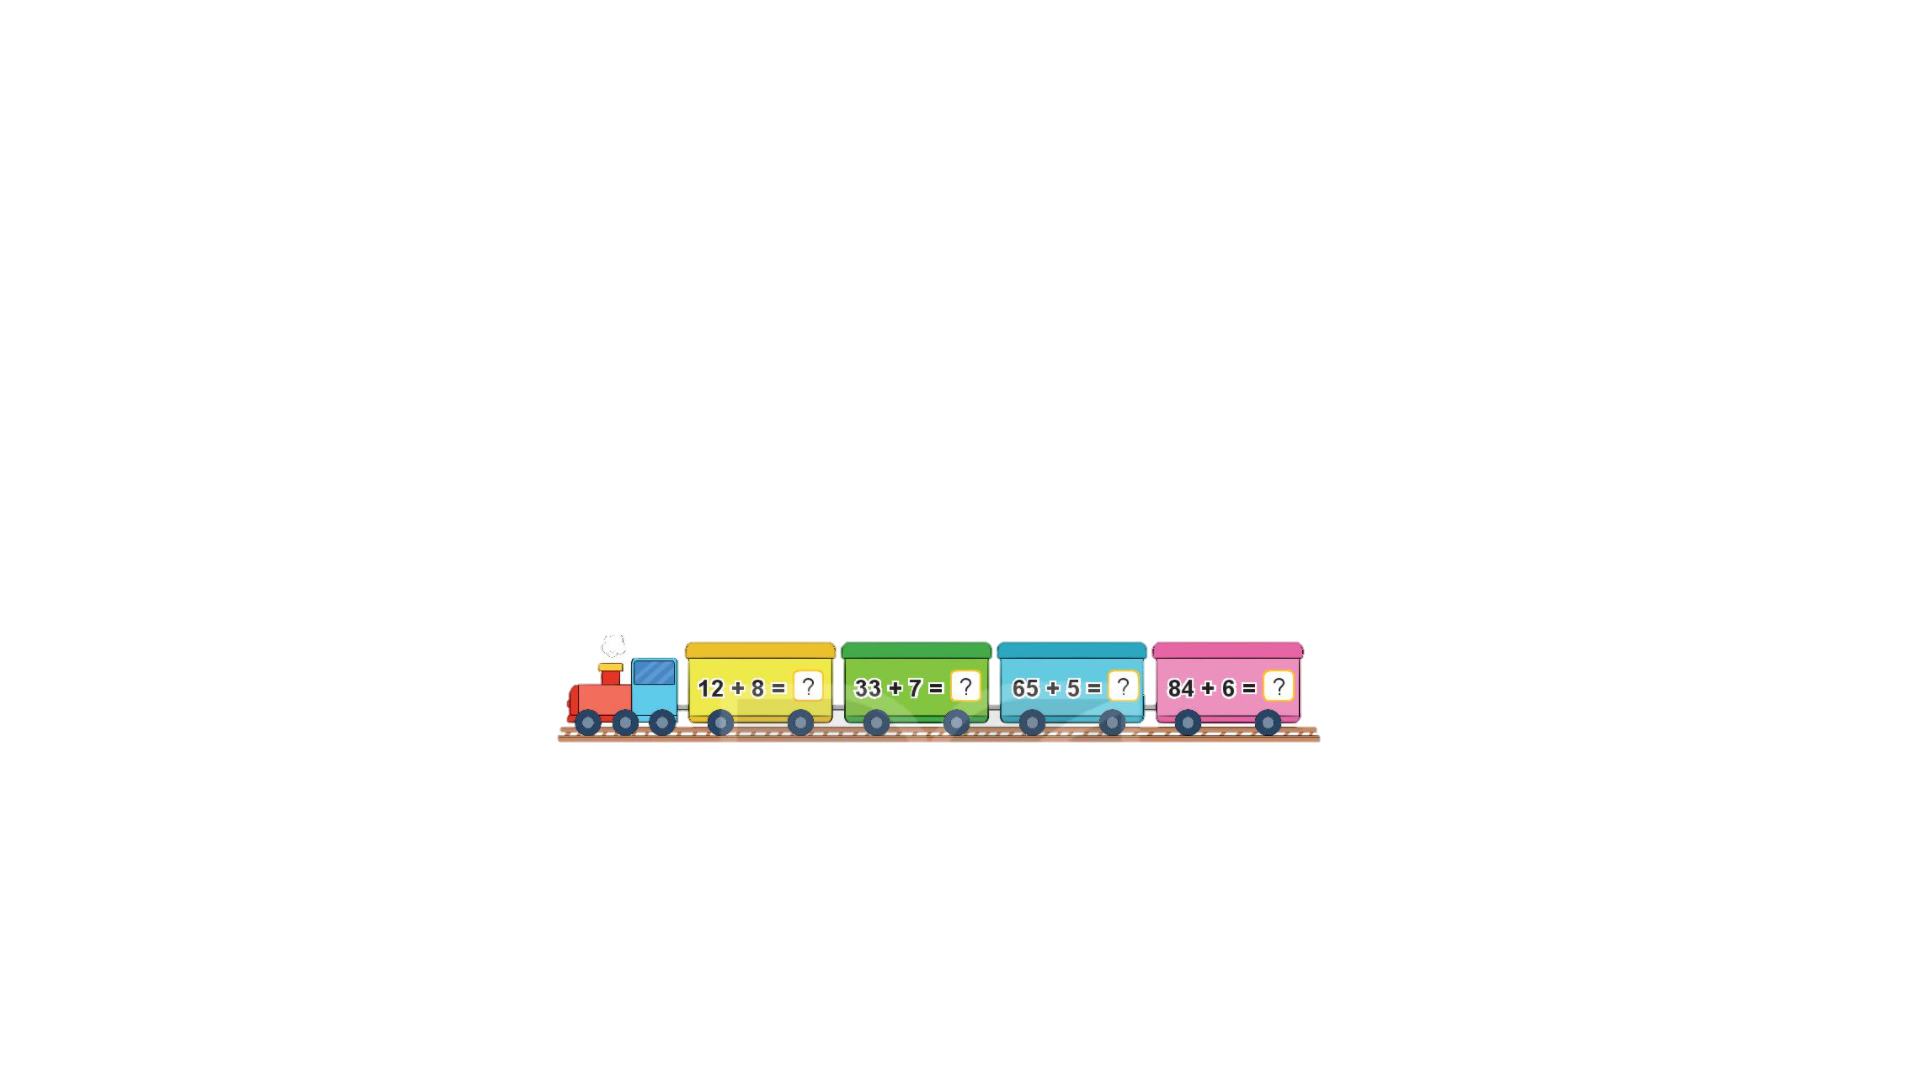 12 + 8 = ? 33 + 7 = ? 65 + 5 = ? 84 + 6 = ?